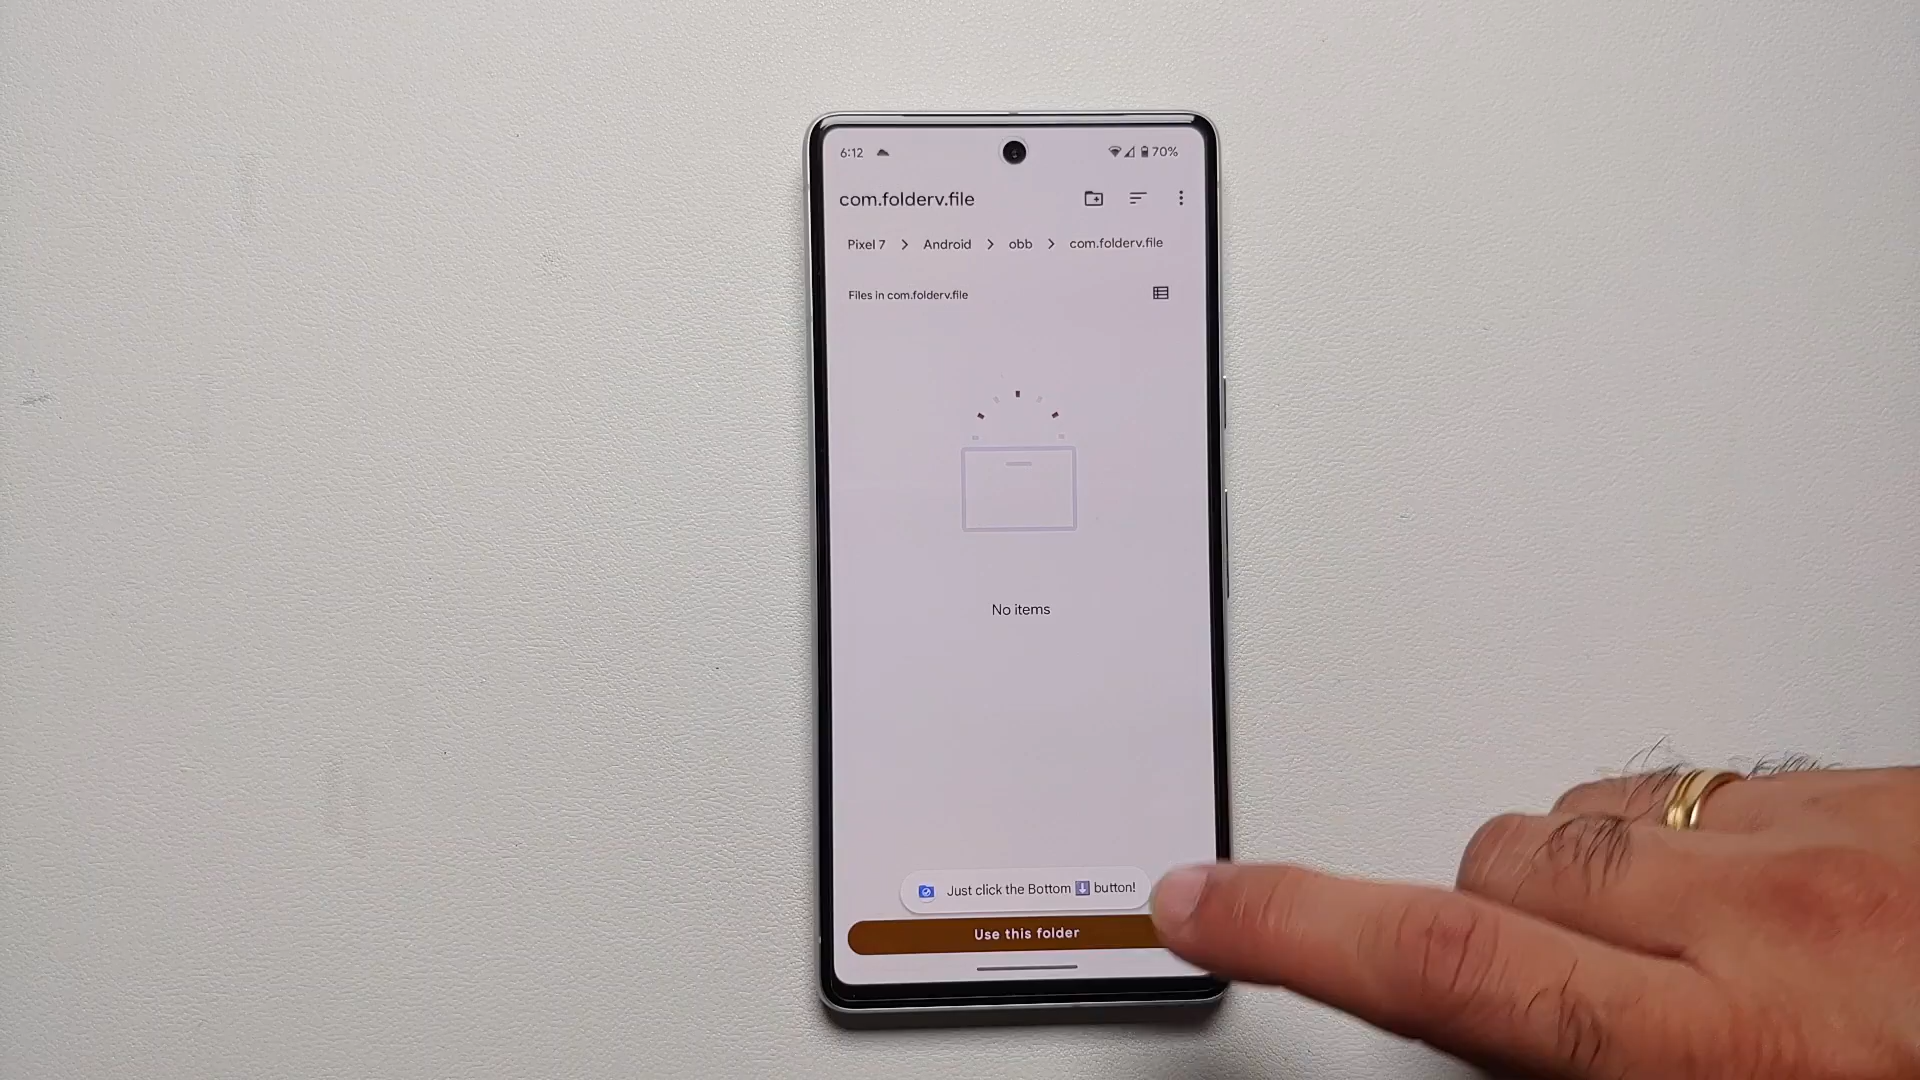 6:12 70%
com.folderv.file
Pixel 7 > Android > obb > com.folderv.file
Files in com.folderv.file
No items
Just click the Bottom ⬇️ button!
Use this folder